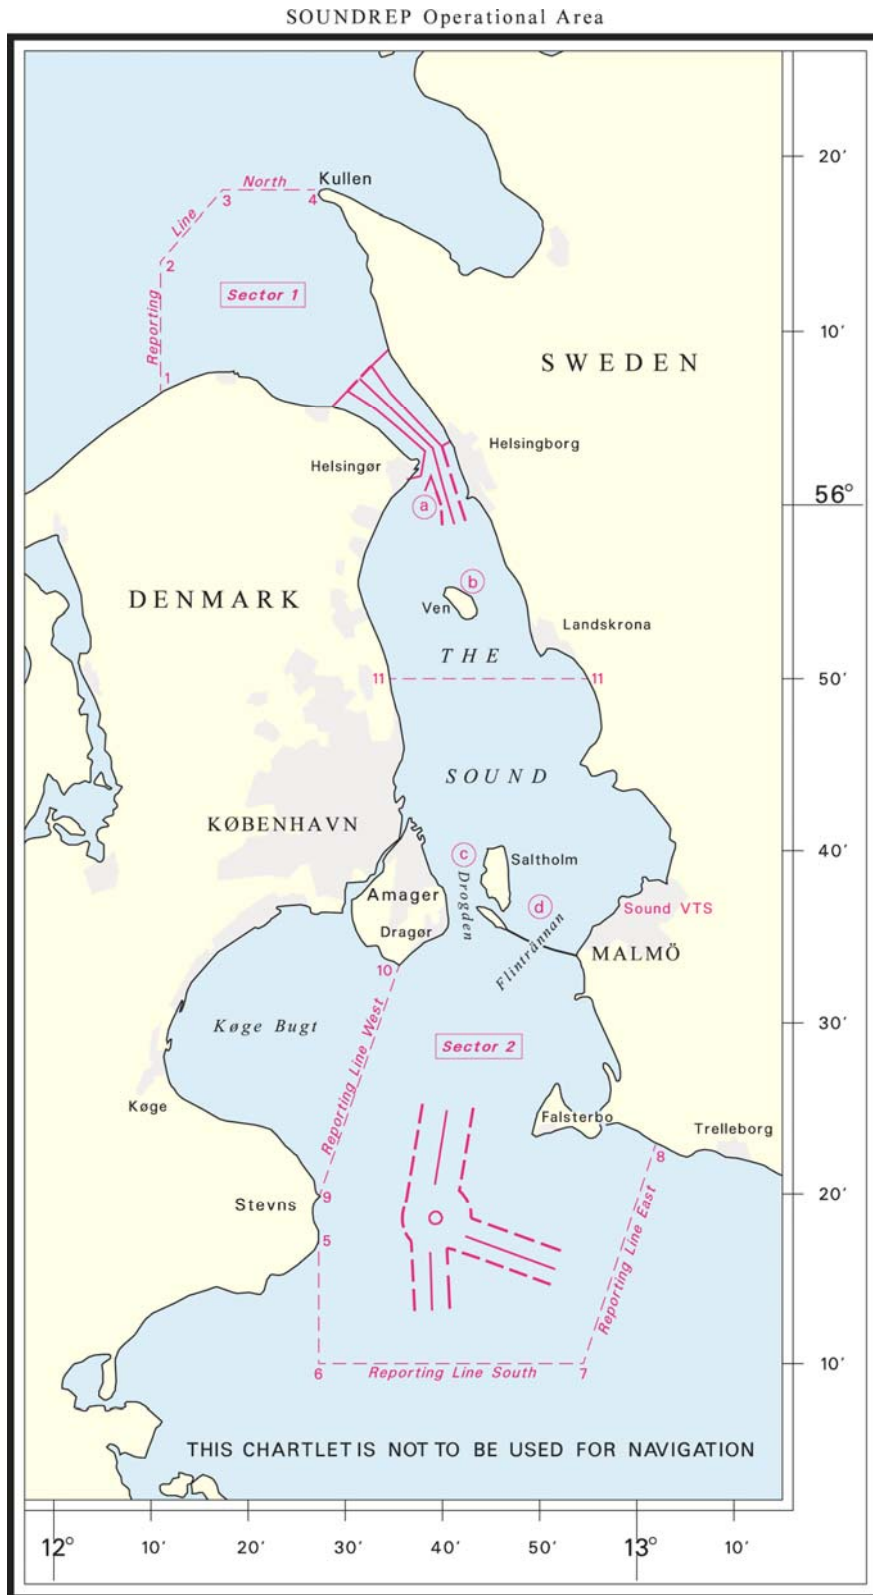 SOUNDREP Operational Area
20′
Kullen
North
3
4
Line
2
Sector 1
10′
Reporting
1
SWEDEN
Helsingborg
Helsingør
56°
a
b
DENMARK
Ven
Landskrona
THE
11
11
50′
SOUND
KØBENHAVN
c
Saltholm
40′
Drogden
Amager
d
Sound VTS
Dragør
Flintrännan
MALMÖ
10
Køge Bugt
30′
Sector 2
Reporting Line West
Køge
Falsterbo
Trelleborg
8
9
20′
Stevns
5
Reporting Line East
10′
6
Reporting Line South
7
THIS CHARTLET IS NOT TO BE USED FOR NAVIGATION
12°
10′
20′
30′
40′
50′
13°
10′